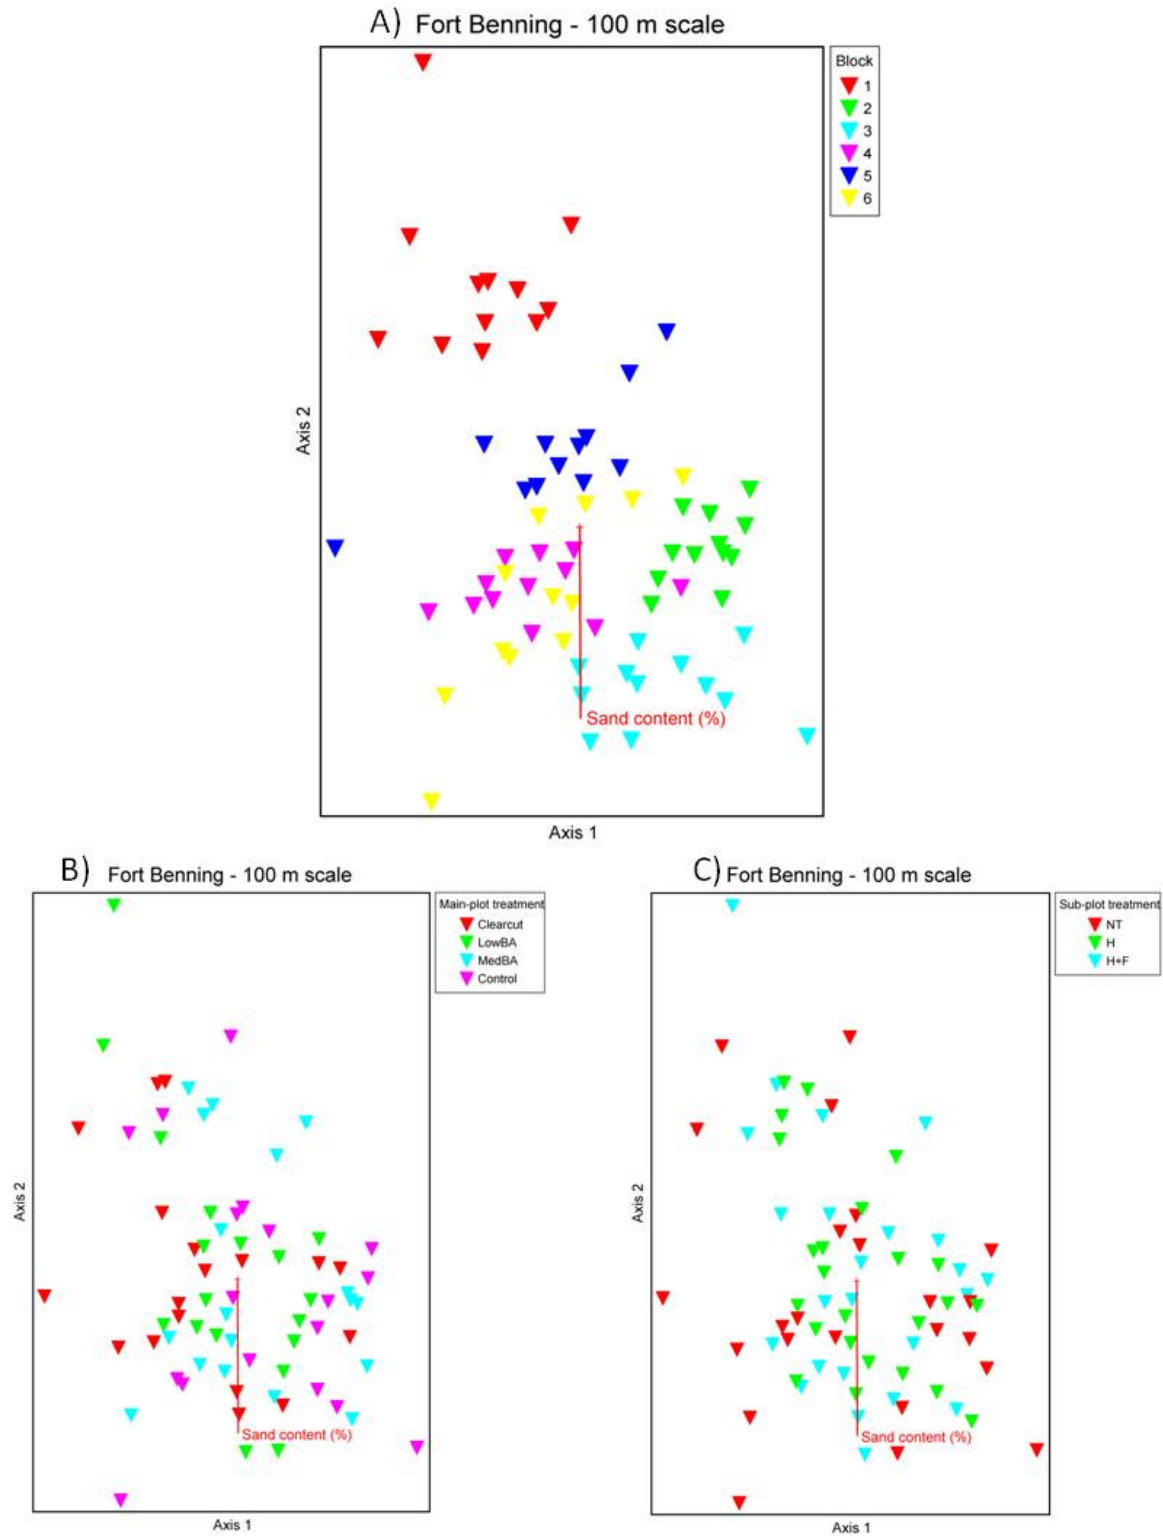 A) Fort Benning - 100 m scale
Block
1
2
3
4
5
6
Axis 2
Sand content (%)
Axis 1
B) Fort Benning - 100 m scale
Main-plot treatment
Clearcut
LowBA
MedBA
Control
Axis 2
Sand content (%)
Axis 1
C) Fort Benning - 100 m scale
Sub-plot treatment
NT
H
H+F
Axis 2
Sand content (%)
Axis 1